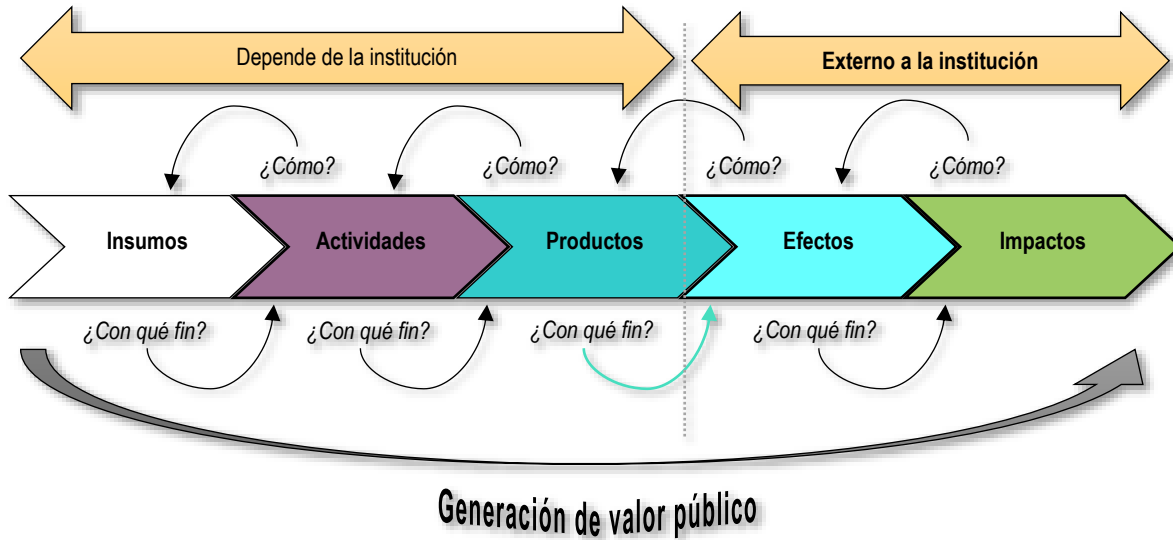 Depende de la institución
Externo a la institución
¿Cómo?
¿Cómo?
¿Cómo?
¿Cómo?
Insumos
Actividades
Productos
Efectos
Impactos
¿Con qué fin?
¿Con qué fin?
¿Con qué fin?
¿Con qué fin?
Generación de valor público